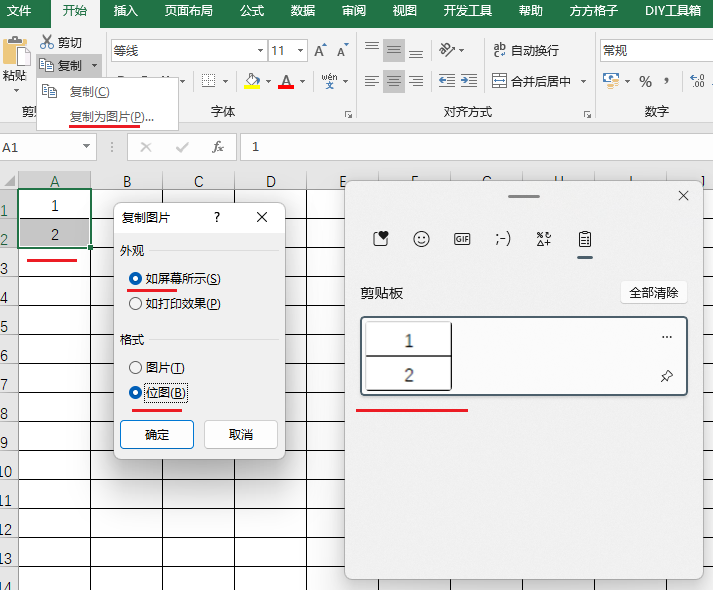 文件 开始 插入 页面布局 公式 数据 审阅 视图 开发工具 帮助 方方格子 DIY工具箱
剪切
粘贴
复制
等线 11
A A
ab 自动换行
常规
复制(C)
复制为图片(P)...
A wén
合并后居中
% ,
剪 字体 对齐方式 数字
A1 fx 1
A B C D
1 1
2 2
3
4
5
6
7
8
9
10
11
12
13
14
复制图片 ?
外观
如屏幕所示(S)
如打印效果(P)
格式
图片(T)
位图(B)
确定 取消
GIF ;-)
剪贴板 全部清除
1 ...
2